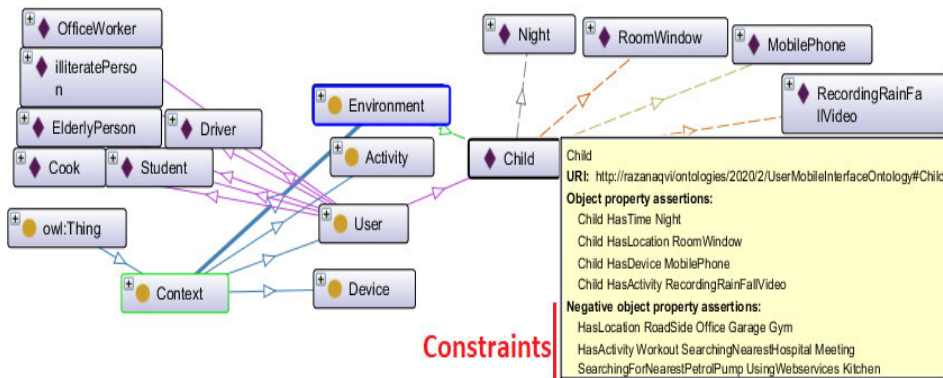 OfficeWorker
illiteratePerso
n
ElderlyPerson
Driver
Cook
Student
owl:Thing
Context
Environment
Activity
User
Device
Night
RoomWindow
MobilePhone
RecordingRainFa
llVideo
Child
Child
URI: http://razanaqvi/ontologies/2020/2/UserMobileInterfaceOntology#Child
Object property assertions:
Child HasTime Night
Child HasLocation RoomWindow
Child HasDevice MobilePhone
Child HasActivity RecordingRainFallVideo
Negative object property assertions:
HasLocation RoadSide Office Garage Gym
HasActivity Workout SearchingNearestHospital Meeting
SearchingForNearestPetrolPump UsingWebservices Kitchen
Constraints